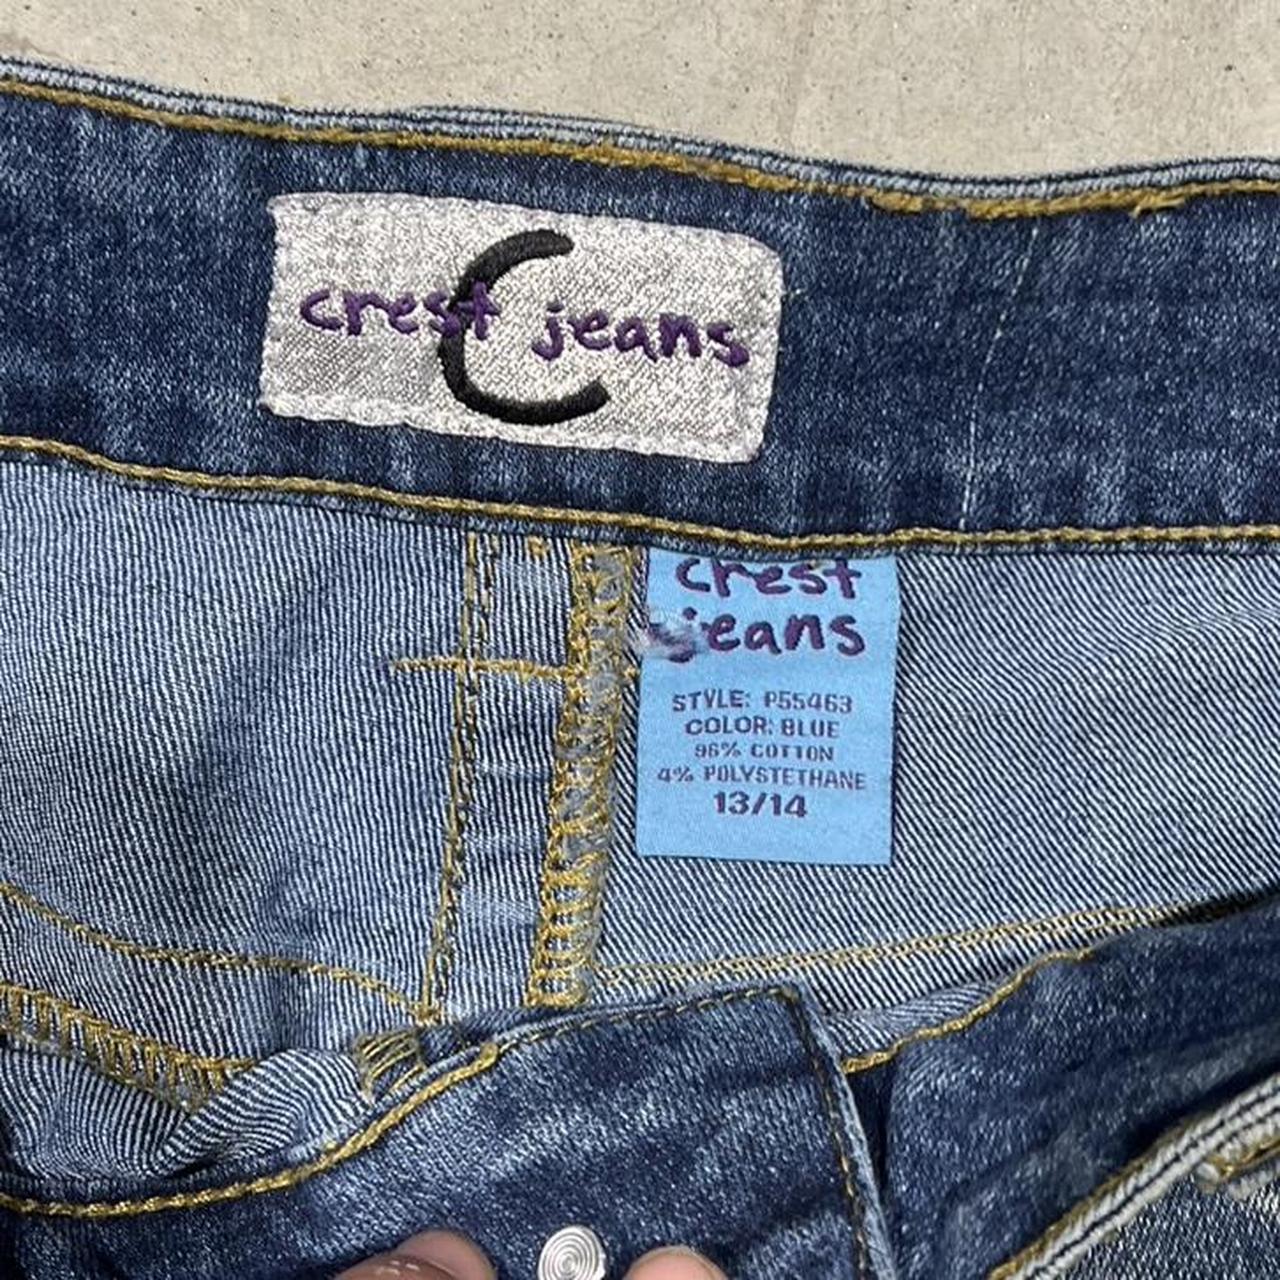 crest jeans
C
crest
jeans
STYLE: P55463
COLOR: BLUE
96% COTTON
4% POLYSTETHANE
13/14